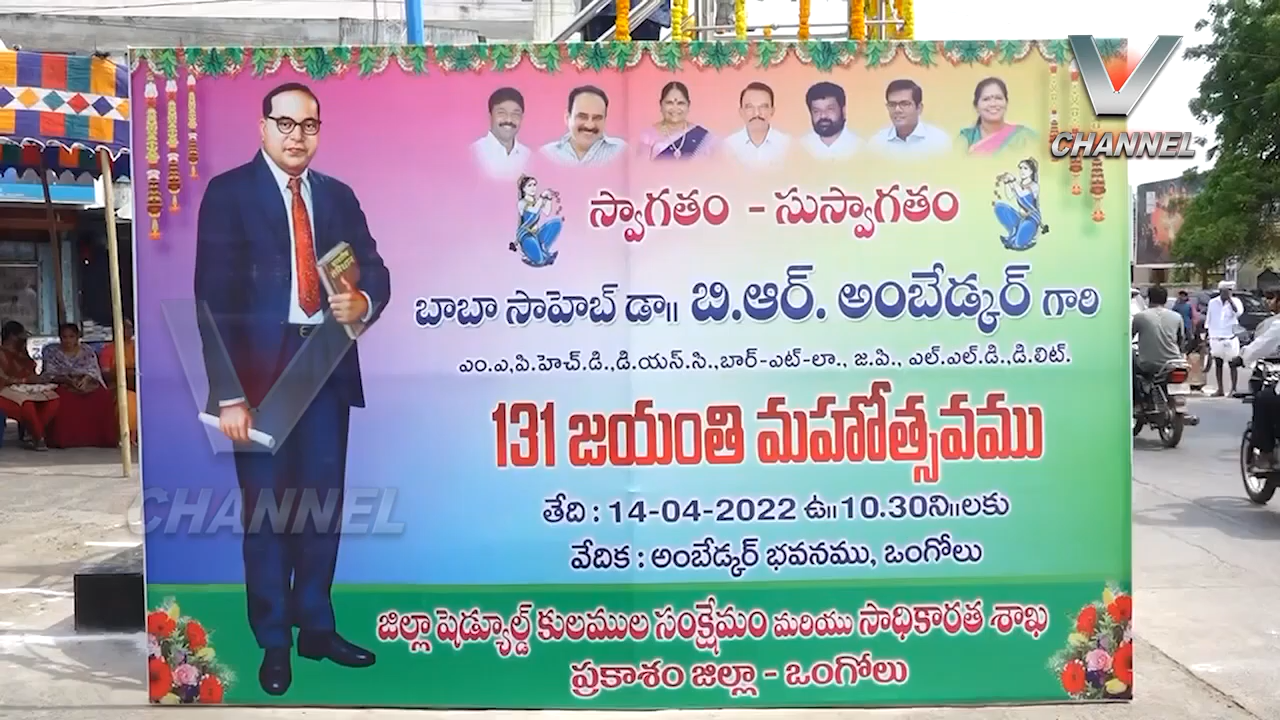 V
CHANNEL
స్వాగతం - సుస్వాగతం
బాబా సాహెబ్ డా॥ బి.ఆర్. అంబేడ్కర్ గారి
ఎం.ఎ,పి.హెచ్.డి.,డి.యస్.సి.,బార్-ఎట్-లా., జ.పి., ఎల్.ఎల్.డి.,డి.లిట్.
131 జయంతి మహోత్సవము
తేది : 14-04-2022 ఉ॥10.30ని॥లకు
వేదిక : అంబేడ్కర్ భవనము, ఒంగోలు
జిల్లా షెడ్యూల్డ్ కులముల సంక్షేమం మరియు సాధికారత శాఖ
ప్రకాశం జిల్లా - ఒంగోలు
V
CHANNEL